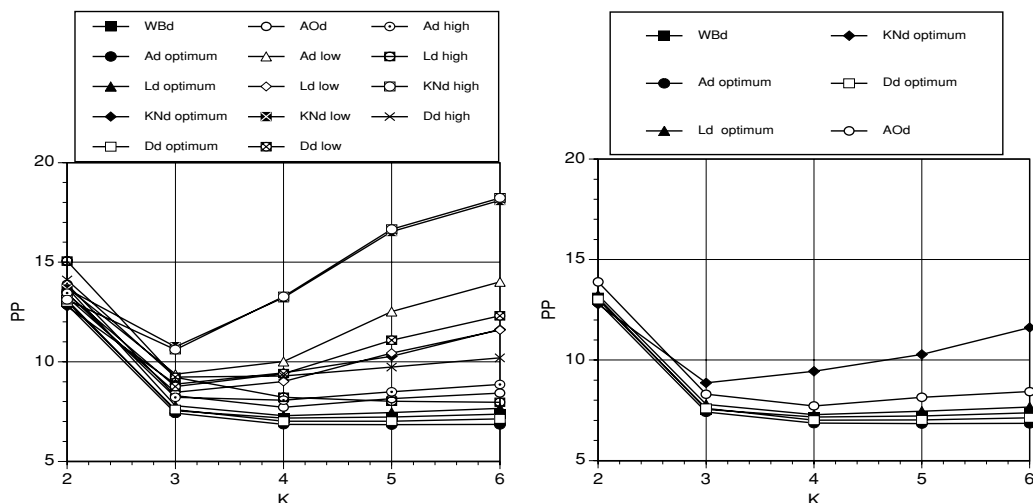 WBd AOd Ad high
Ad optimum Ad low Ld high
Ld optimum Ld low KNd high
KNd optimum KNd low Dd high
Dd optimum Dd low
20
15
10
5
PP
2 3 4 5 6
K
WBd KNd optimum
Ad optimum Dd optimum
Ld optimum AOd
20
15
10
5
PP
2 3 4 5 6
K